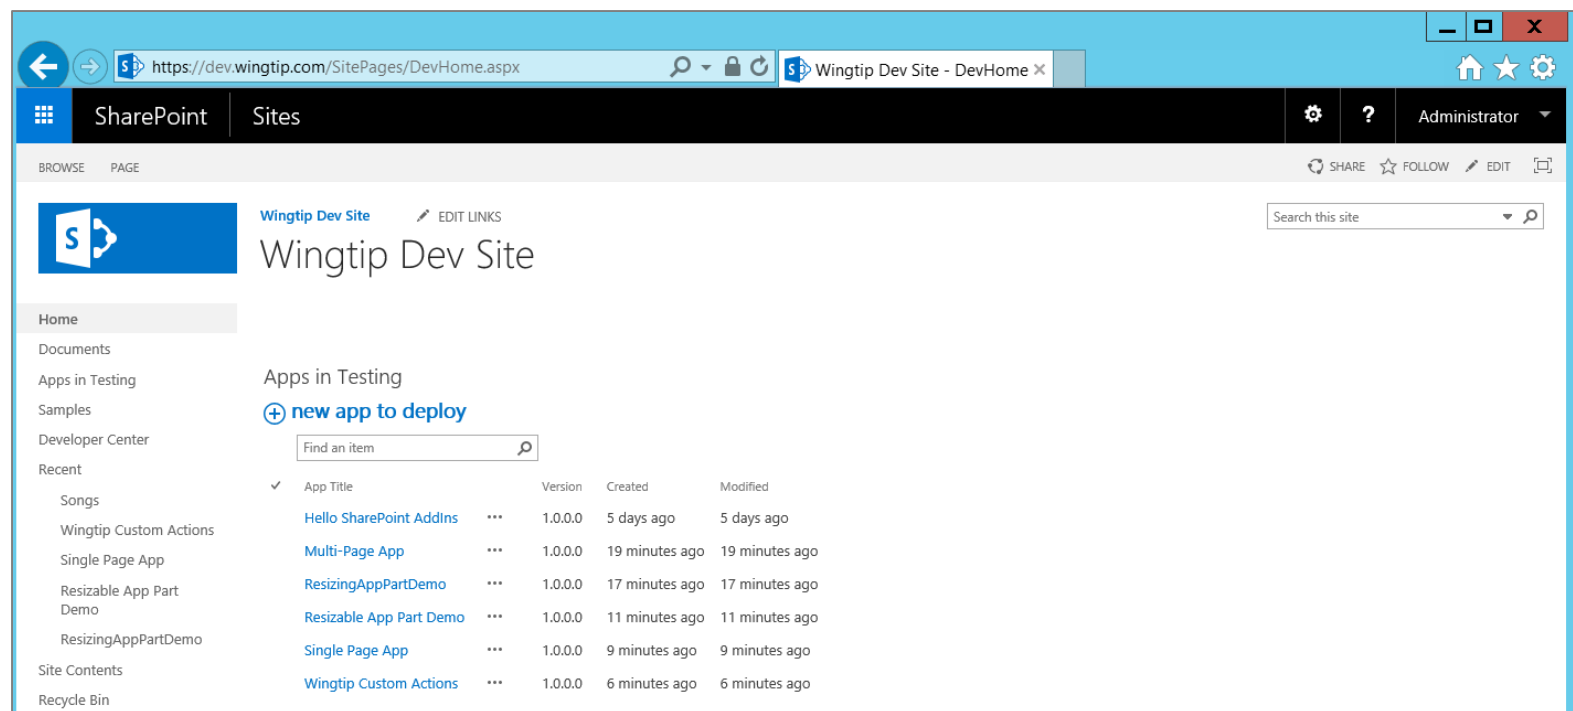 https://dev.wingtip.com/SitePages/DevHome.aspx
Wingtip Dev Site - DevHome
SharePoint Sites ? Administrator
BROWSE PAGE SHARE FOLLOW EDIT
Wingtip Dev Site EDIT LINKS Search this site
Wingtip Dev Site
Home
Documents
Apps in Testing
Samples
Developer Center
Recent
Songs
Wingtip Custom Actions
Single Page App
Resizable App Part
Demo
ResizingAppPartDemo
Site Contents
Recycle Bin
Apps in Testing
new app to deploy
Find an item
App Title Version Created Modified
Hello SharePoint AddIns ... 1.0.0.0 5 days ago 5 days ago
Multi-Page App ... 1.0.0.0 19 minutes ago 19 minutes ago
ResizingAppPartDemo ... 1.0.0.0 17 minutes ago 17 minutes ago
Resizable App Part Demo ... 1.0.0.0 11 minutes ago 11 minutes ago
Single Page App ... 1.0.0.0 9 minutes ago 9 minutes ago
Wingtip Custom Actions ... 1.0.0.0 6 minutes ago 6 minutes ago